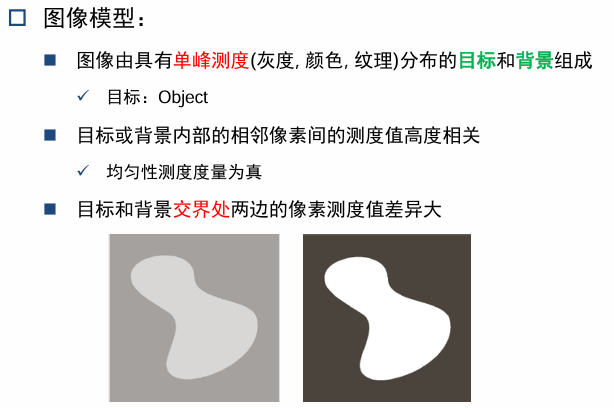 图像模型：
图像由具有单峰测度(灰度, 颜色, 纹理)分布的目标和背景组成
目标：Object
目标或背景内部的相邻像素间的测度值高度相关
均匀性测度度量为真
目标和背景交界处两边的像素测度值差异大